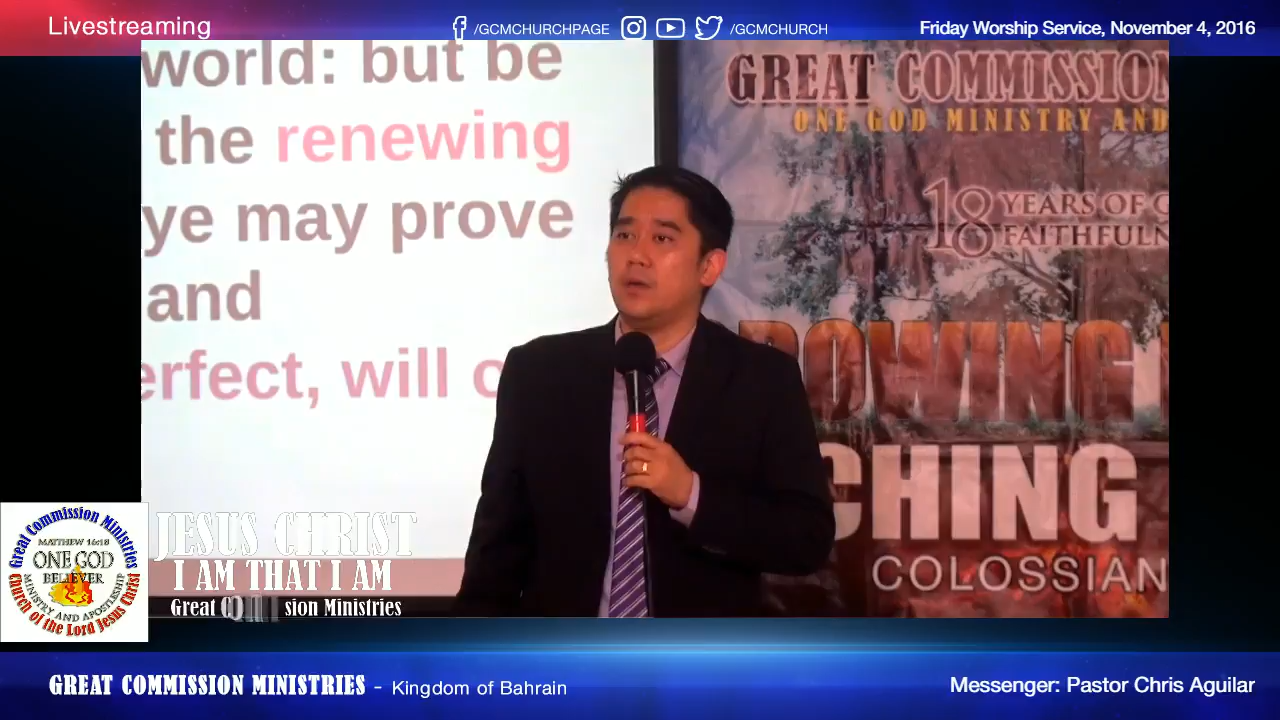 Livestreaming
/GCMCHURCHPAGE
/GCMCHURCH
Friday Worship Service, November 4, 2016
world: but be
the renewing
ye may prove
and
erfect, will
GREAT COMMISSION
ONE GOD MINISTRY AND
18 YEARS OF
FAITHFULN
OWING
CHING
COLOSSIAN
Great Commission Ministries
MATTHEW 16:18
ONE GOD
BELIEVER
MINISTRY AND APOSTLESHIP
Church of the Lord Jesus Christ
JESUS CHRIST
I AM THAT I AM
Great sion Ministries
GREAT COMMISSION MINISTRIES - Kingdom of Bahrain
Messenger: Pastor Chris Aguilar